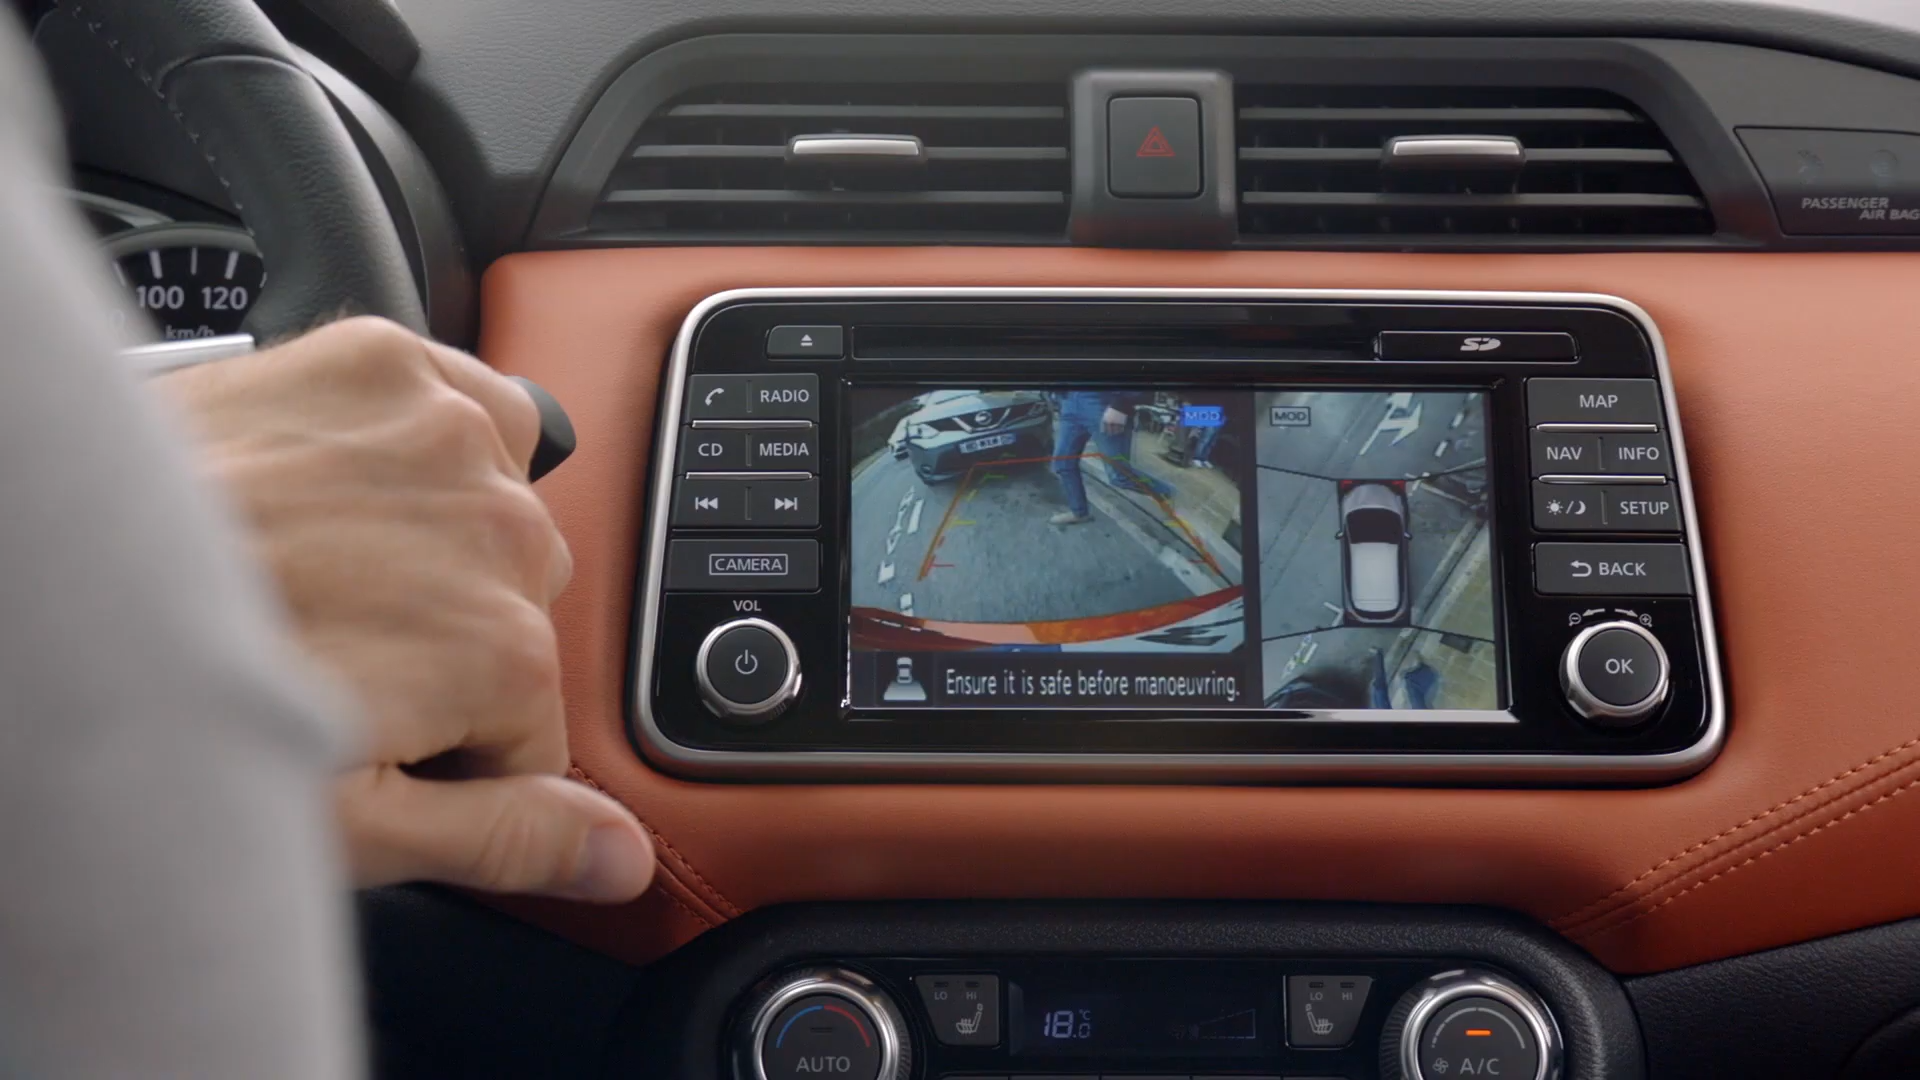 100 120
km/h
PASSENGER
AIR BAG
SD
RADIO
CD MEDIA
CAMERA
VOL
MOD
MOD
Ensure it is safe before manoeuvring.
MAP
NAV INFO
SETUP
BACK
OK
LO HI
18.0 °C
LO HI
AUTO
A/C